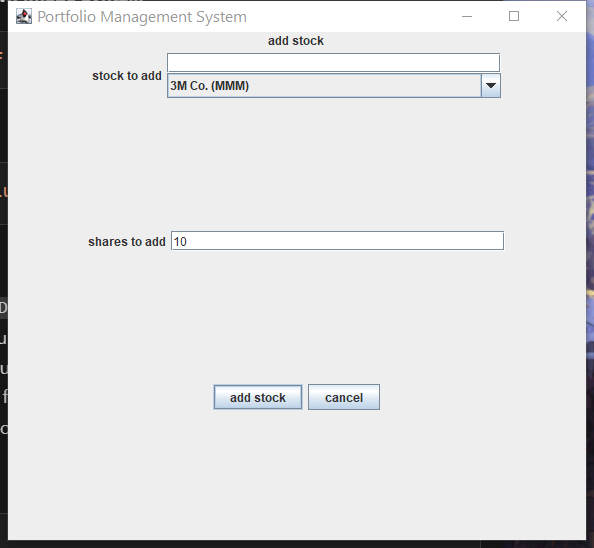 Portfolio Management System
add stock
stock to add
3M Co. (MMM)
shares to add 10
add stock cancel